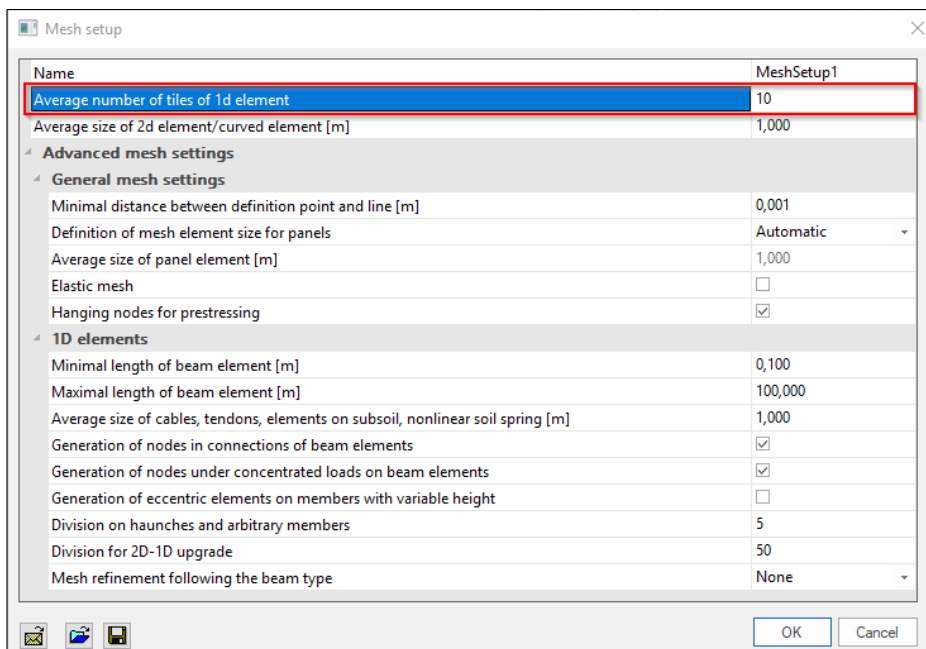 Mesh setup
Name MeshSetup1
Average number of tiles of 1d element 10
Average size of 2d element/curved element [m] 1,000
Advanced mesh settings
General mesh settings
Minimal distance between definition point and line [m] 0,001
Definition of mesh element size for panels Automatic
Average size of panel element [m] 1,000
Elastic mesh
Hanging nodes for prestressing
1D elements
Minimal length of beam element [m] 0,100
Maximal length of beam element [m] 100,000
Average size of cables, tendons, elements on subsoil, nonlinear soil spring [m] 1,000
Generation of nodes in connections of beam elements
Generation of nodes under concentrated loads on beam elements
Generation of eccentric elements on members with variable height
Division on haunches and arbitrary members 5
Division for 2D-1D upgrade 50
Mesh refinement following the beam type None
OK Cancel